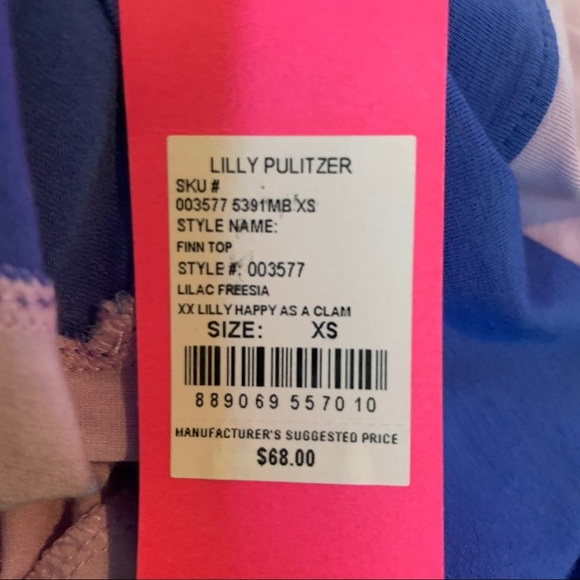 LILLY PULITZER
SKU #
003577 5391MB XS
STYLE NAME:
FINN TOP
STYLE #: 003577
LILAC FREESIA
XX LILLY HAPPY AS A CLAM
SIZE: XS
889069 557010
MANUFACTURER'S SUGGESTED PRICE
$68.00